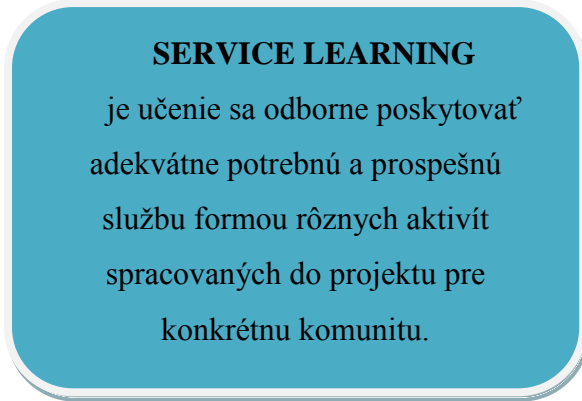 SERVICE LEARNING
je učenie sa odborne poskytovať
adekvátne potrebnú a prospešnú
službu formou rôznych aktivít
spracovaných do projektu pre
konkrétnu komunitu.